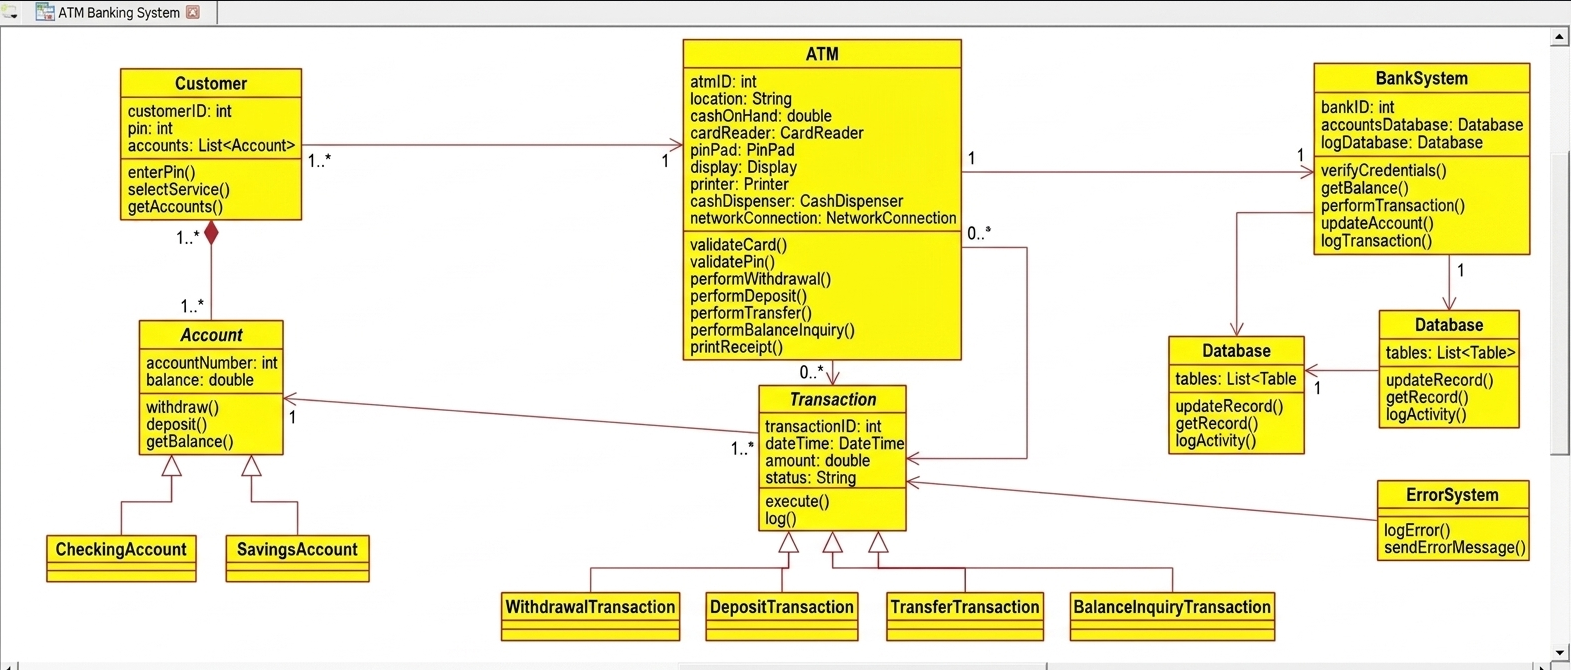 ATM Banking System
Customer
customerID: int
pin: int
accounts: List<Account>
enterPin()
selectService()
getAccounts()
1..*
1
1..*
1..*
ATM
atmID: int
location: String
cashOnHand: double
cardReader: CardReader
pinPad: PinPad
display: Display
printer: Printer
cashDispenser: CashDispenser
networkConnection: NetworkConnection
validateCard()
validatePin()
performWithdrawal()
performDeposit()
performTransfer()
performBalanceInquiry()
printReceipt()
1
1
0..*
0..*
BankSystem
bankID: int
accountsDatabase: Database
logDatabase: Database
verifyCredentials()
getBalance()
performTransaction()
updateAccount()
logTransaction()
1
Account
accountNumber: int
balance: double
withdraw()
deposit()
getBalance()
1
1..*
Transaction
transactionID: int
dateTime: DateTime
amount: double
status: String
execute()
log()
Database
tables: List<Table
updateRecord()
getRecord()
logActivity()
1
Database
tables: List<Table>
updateRecord()
getRecord()
logActivity()
ErrorSystem
logError()
sendErrorMessage()
CheckingAccount
SavingsAccount
WithdrawalTransaction
DepositTransaction
TransferTransaction
BalanceInquiryTransaction